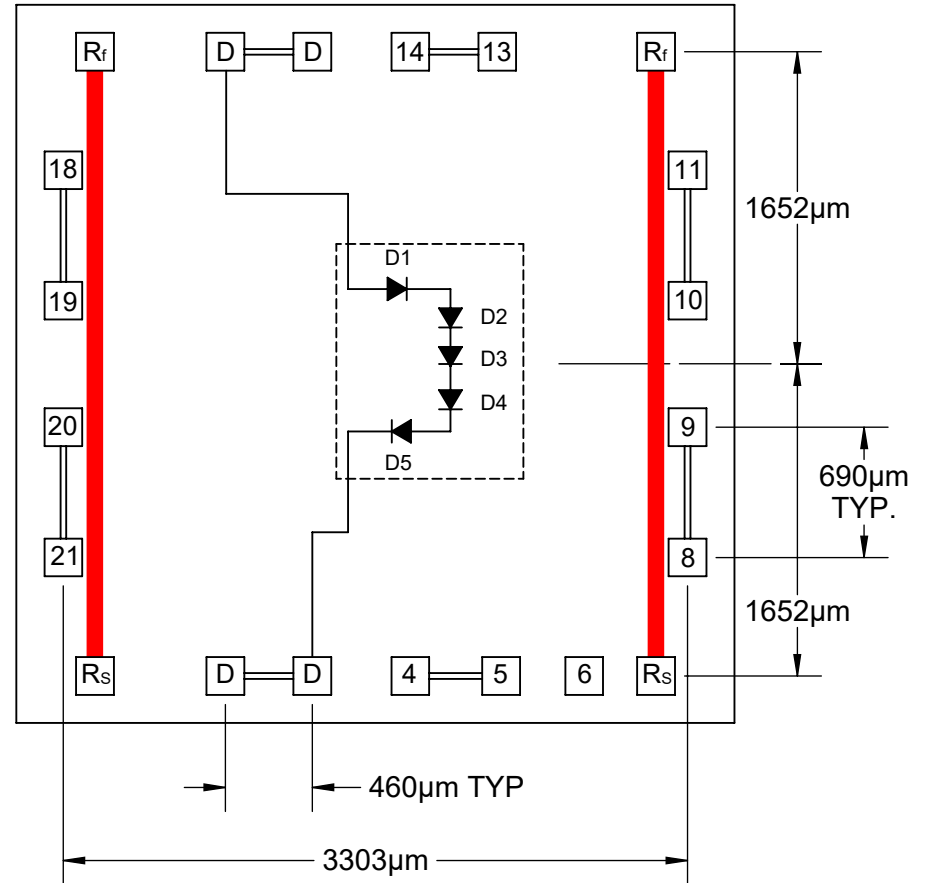 Rf D D 14 13 Rf
18 11
1652µm
D1
19 10
D2
D3
D4
20 9
D5
690µm
TYP.
21 8
1652µm
Rs D D 4 5 6 Rs
460µm TYP
3303µm